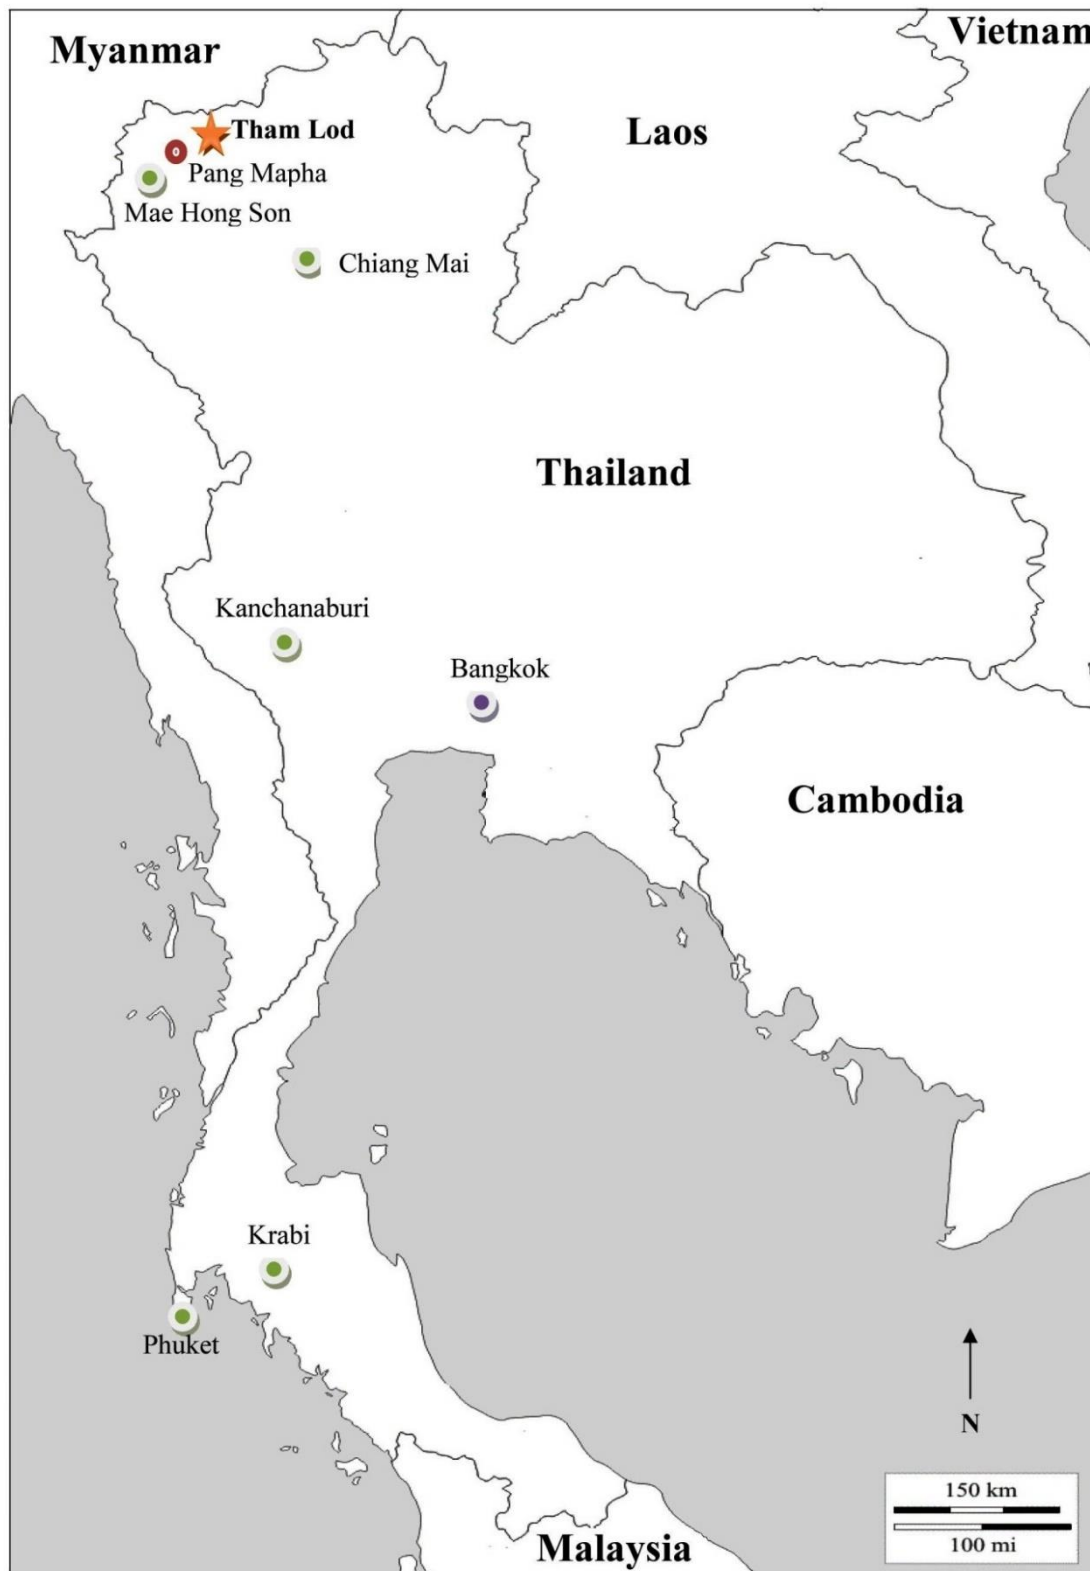 Vietnam
Myanmar
Laos
Tham Lod
Pang Mapha
Mae Hong Son
Chiang Mai
Thailand
Kanchanaburi
Bangkok
Cambodia
Krabi
Phuket
N
150 km
100 mi
Malaysia